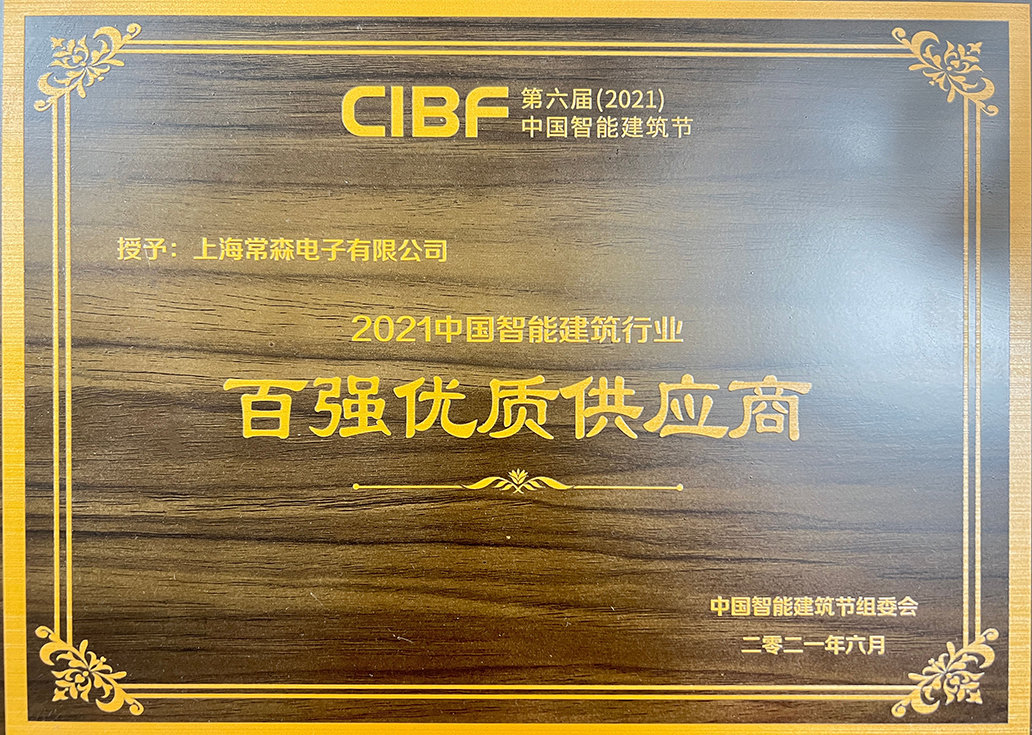 CIBF 第六届(2021)
中国智能建筑节
授予：上海常森电子有限公司
2021中国智能建筑行业
百强优质供应商
中国智能建筑节组委会
二零二一年六月